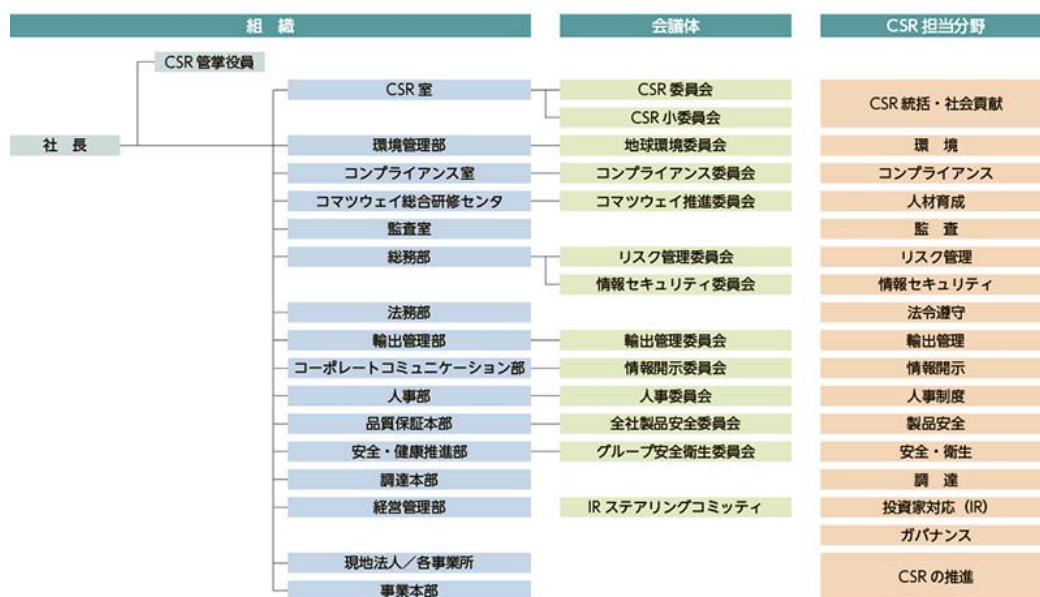 組 織 会議体 CSR 担当分野
CSR 管掌役員
CSR 室 CSR 委員会 CSR 統括・社会貢献
CSR 小委員会
社 長 環境管理部 地球環境委員会 環 境
コンプライアンス室 コンプライアンス委員会 コンプライアンス
コマツウェイ総合研修センタ コマツウェイ推進委員会 人材育成
監査室 監 査
総務部 リスク管理委員会 リスク管理
情報セキュリティ委員会 情報セキュリティ
法務部 法令遵守
輸出管理部 輸出管理委員会 輸出管理
コーポレートコミュニケーション部 情報開示委員会 情報開示
人事部 人事委員会 人事制度
品質保証本部 全社製品安全委員会 製品安全
安全・健康推進部 グループ安全衛生委員会 安全・衛生
調達本部 調 達
経営管理部 IR ステアリングコミッティ 投資家対応（IR）
ガバナンス
現地法人／各事業所 CSR の推進
事業本部